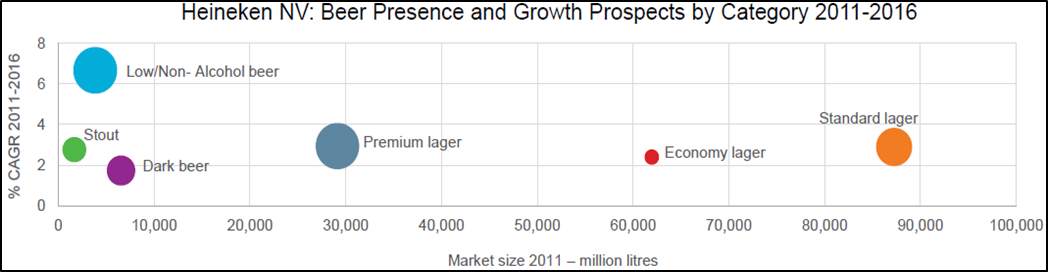 Heineken NV: Beer Presence and Growth Prospects by Category 2011-2016
% CAGR 2011-2016
8
6
4
2
0
Low/Non- Alcohol beer
Stout
Dark beer
Premium lager
Economy lager
Standard lager
0 10,000 20,000 30,000 40,000 50,000 60,000 70,000 80,000 90,000 100,000
Market size 2011 – million litres